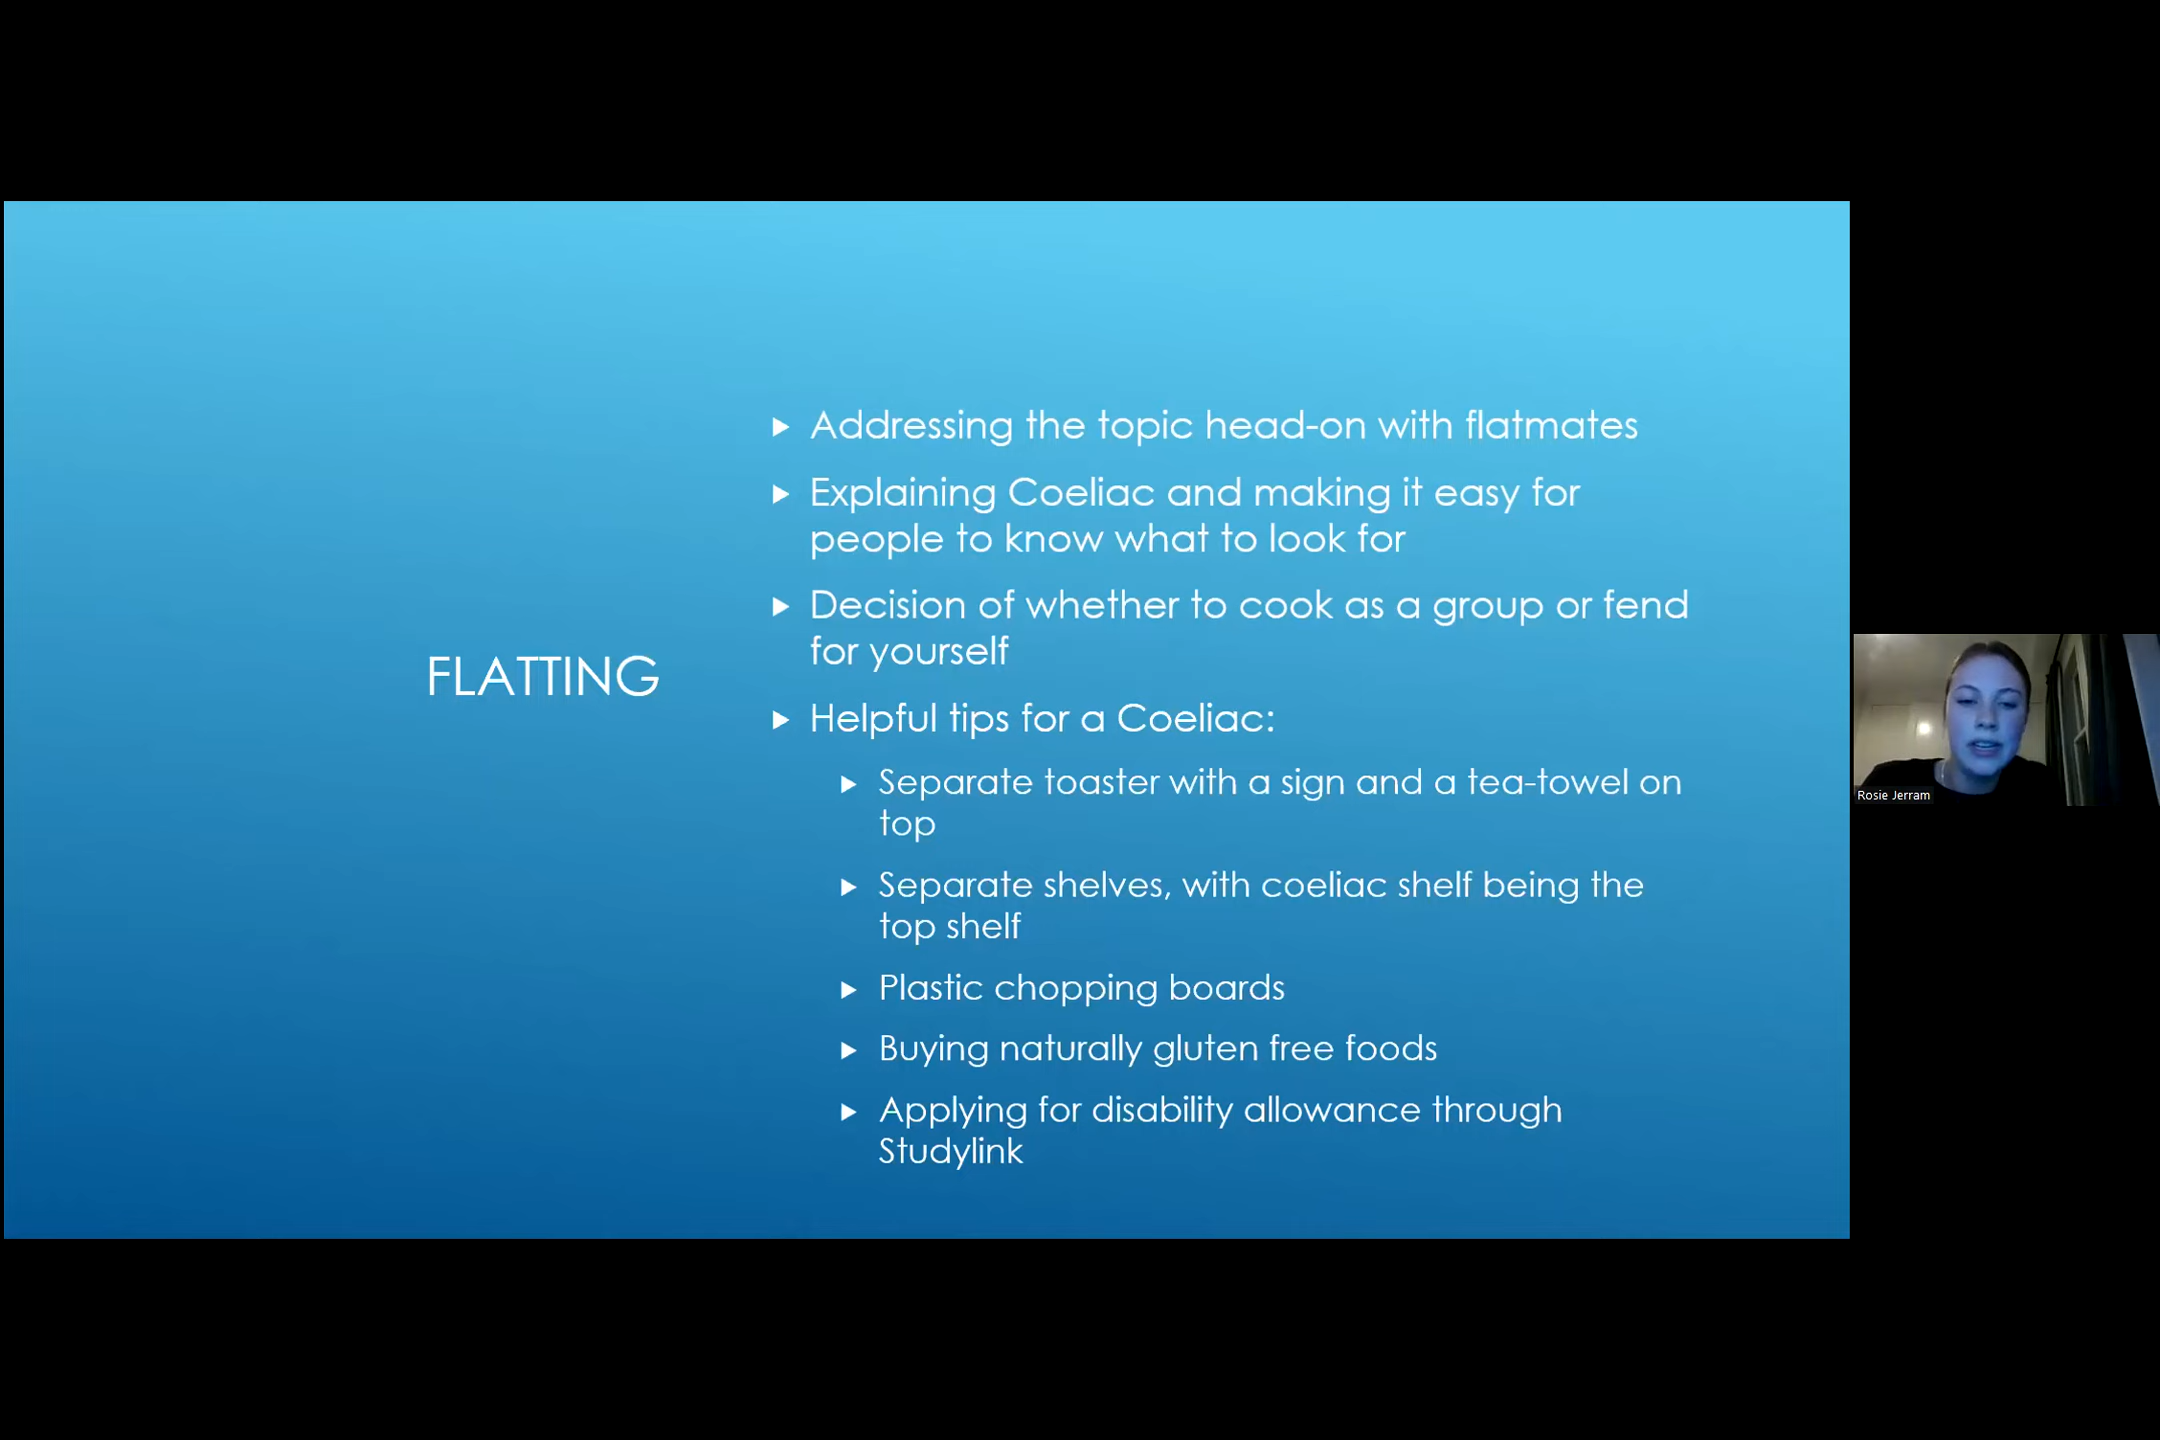 FLATTING
Addressing the topic head-on with flatmates
Explaining Coeliac and making it easy for
people to know what to look for
Decision of whether to cook as a group or fend
for yourself
Helpful tips for a Coeliac:
Separate toaster with a sign and a tea-towel on
top
Separate shelves, with coeliac shelf being the
top shelf
Plastic chopping boards
Buying naturally gluten free foods
Applying for disability allowance through
Studylink
Rosie Jerram